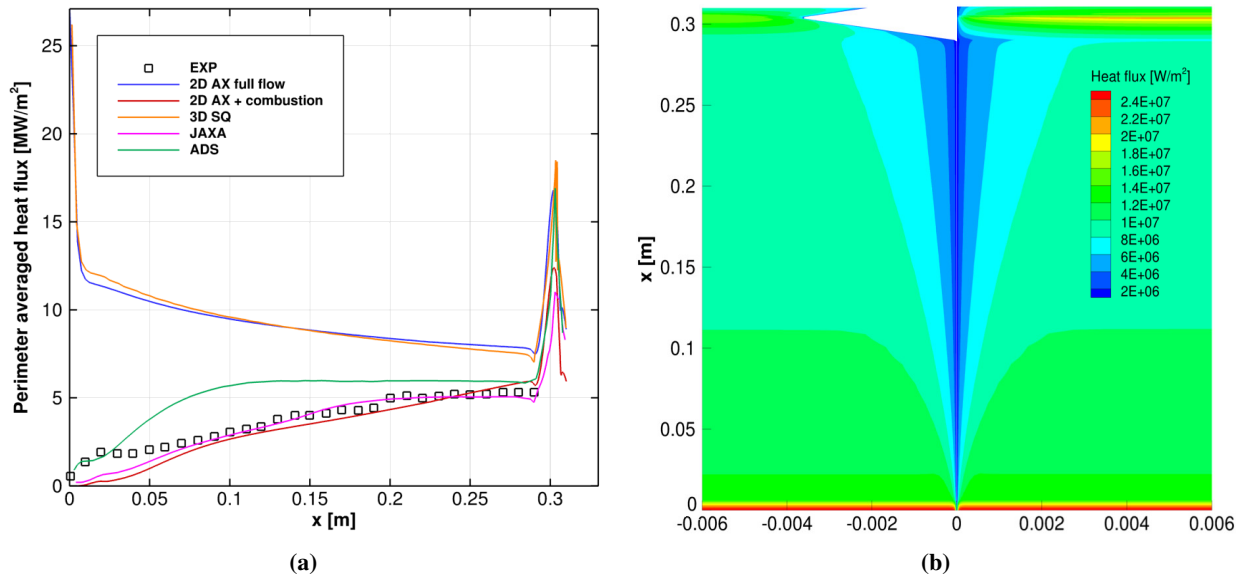 25
20
15
10
5
0
Perimeter averaged heat flux [MW/m²]
EXP
2D AX full flow
2D AX + combustion
3D SQ
JAXA
ADS
0
0.05
0.1
0.15
0.2
0.25
0.3
x [m]
(a)
0.3
0.25
0.2
0.15
0.1
0.05
0
x [m]
Heat flux [W/m²]
2.4E+07
2.2E+07
2E+07
1.8E+07
1.6E+07
1.4E+07
1.2E+07
1E+07
8E+06
6E+06
4E+06
2E+06
-0.006
-0.004
-0.002
0
0.002
0.004
0.006
(b)